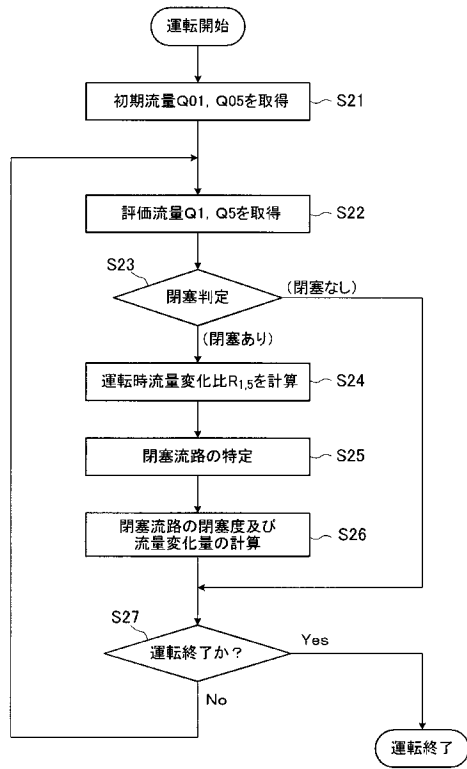 運転開始
初期流量Q01, Q05を取得
S21
評価流量Q1, Q5を取得
S22
S23
閉塞判定
(閉塞なし)
(閉塞あり)
運転時流量変化比R1,5を計算
S24
閉塞流路の特定
S25
閉塞流路の閉塞度及び
流量変化量の計算
S26
S27
運転終了か?
Yes
No
運転終了